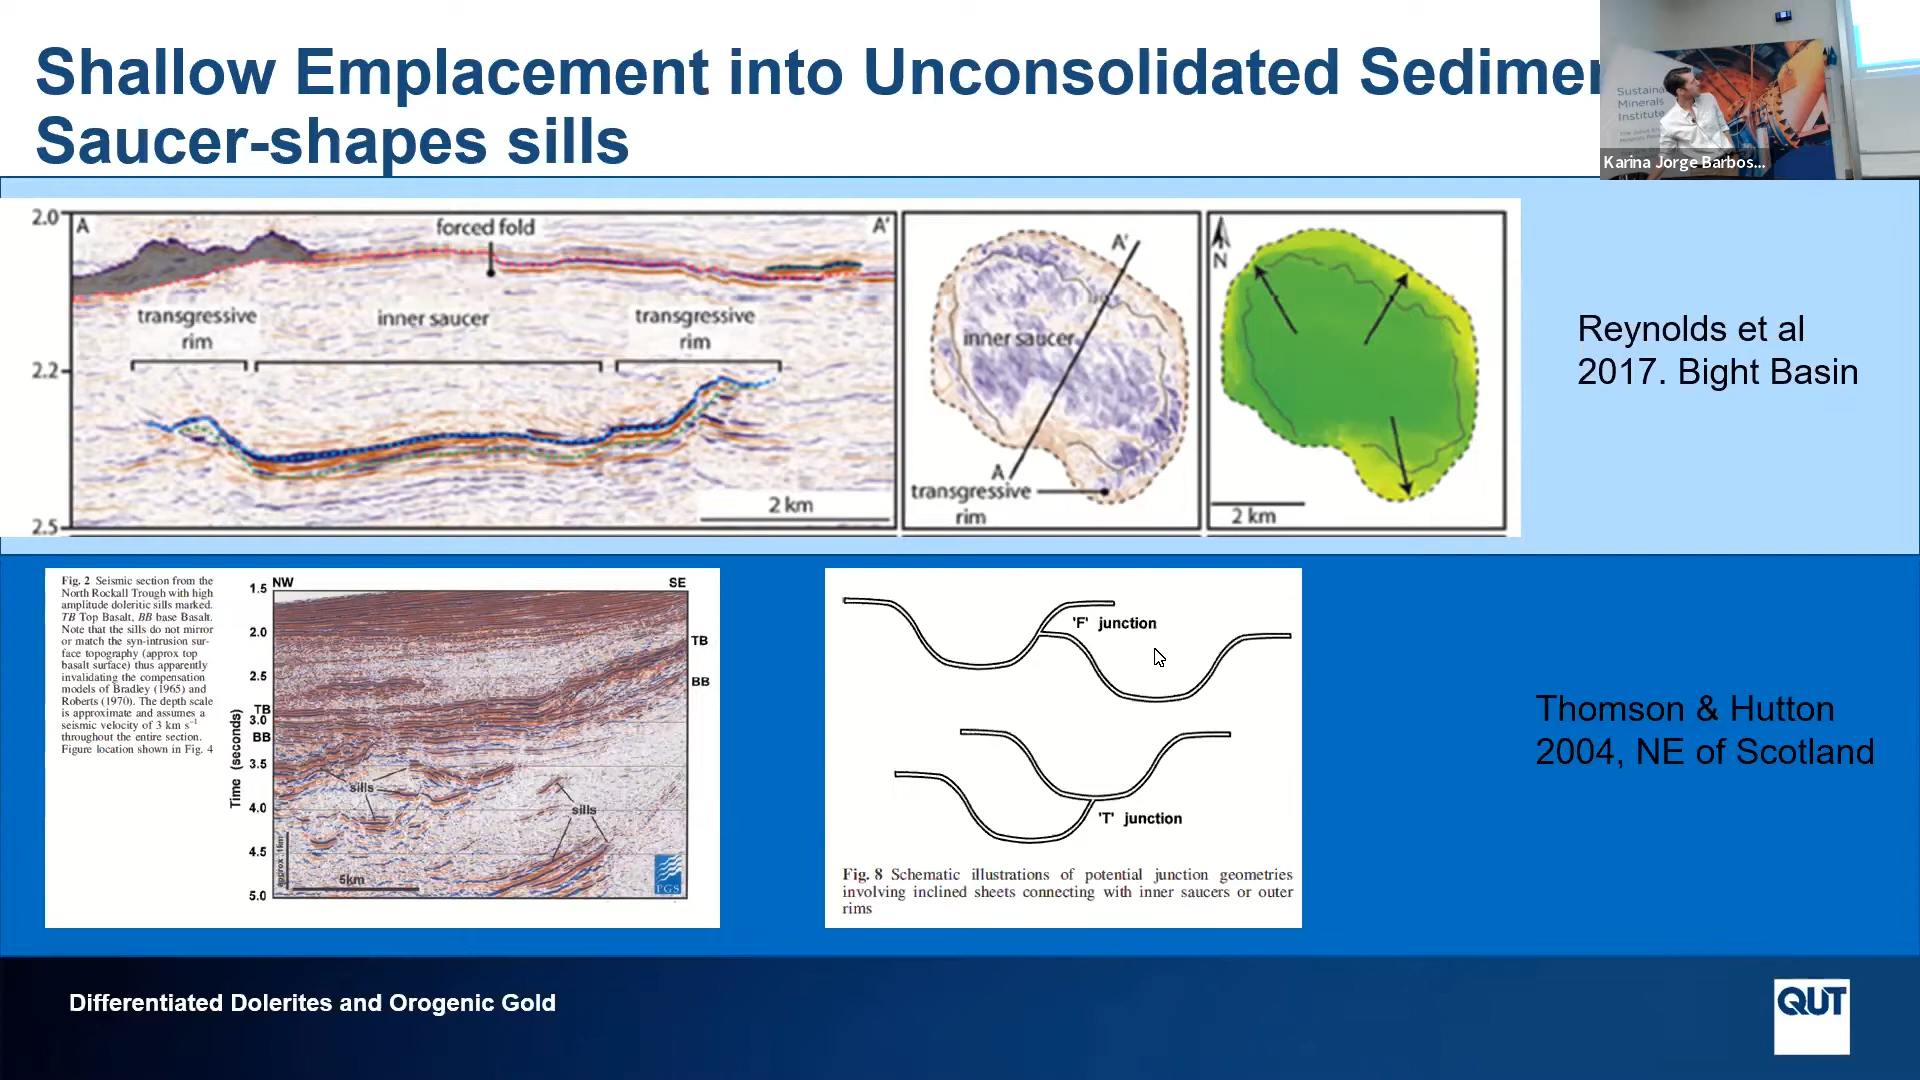 Shallow Emplacement into Unconsolidated Sedimen
Saucer-shapes sills
Sustaina
Minerals
Institute
Karina Jorge Barbos...
2.0
2.2
2.5
A
A'
forced fold
transgressive
rim
inner saucer
transgressive
rim
2 km
A'
inner saucer
A
transgressive
rim
N
2 km
Reynolds et al
2017. Bight Basin
Fig. 2 Seismic section from the
North Rockall Trough with high
amplitude doleritic sills marked.
TB Top Basalt, BB base Basalt.
Note that the sills do not mirror
or match the syn-intrusion sur-
face topography (approx top
basalt surface) thus apparently
invalidating the compensation
models of Bradley (1965) and
Roberts (1970). The depth scale
is approximate and assumes a
seismic velocity of 3 km s⁻¹
throughout the entire section.
Figure location shown in Fig. 4
NW
SE
1.5
2.0
2.5
3.0
3.5
4.0
4.5
5.0
Time (seconds)
TB
BB
TB
BB
sills
sills
approx 1km
5km
PGS
'F' junction
'T' junction
Fig. 8 Schematic illustrations of potential junction geometries
involving inclined sheets connecting with inner saucers or outer
rims
Thomson & Hutton
2004, NE of Scotland
Differentiated Dolerites and Orogenic Gold
QUT